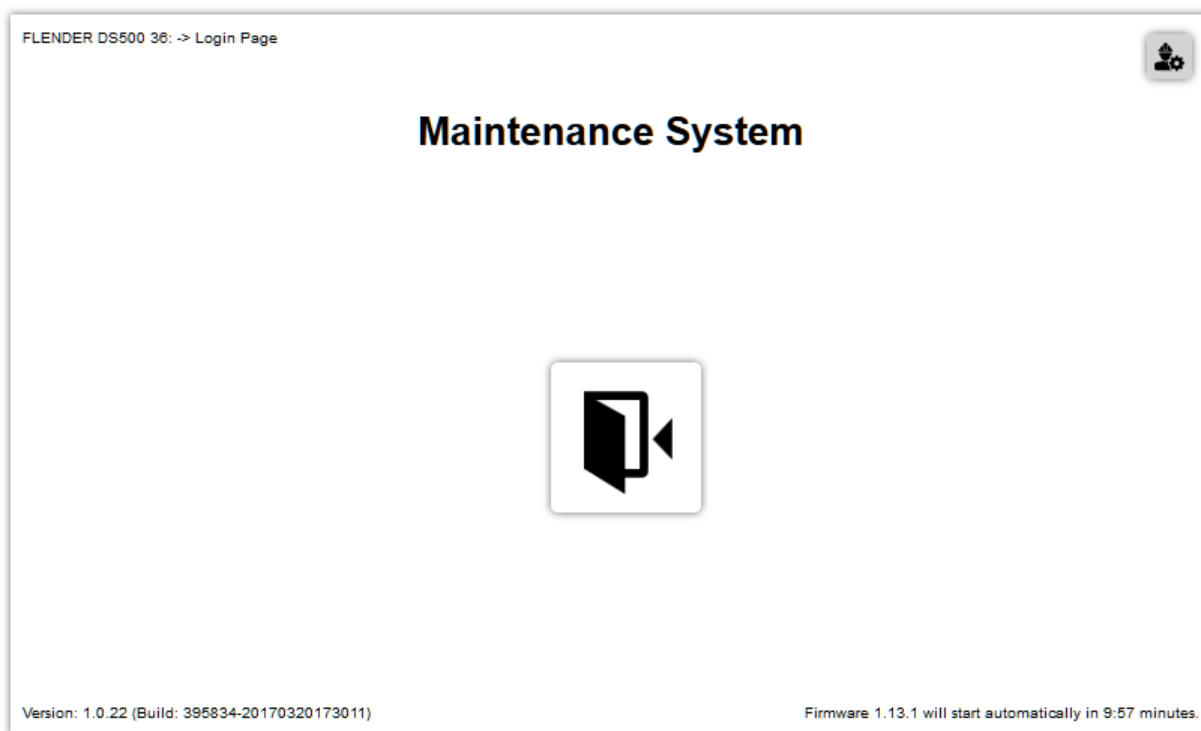 FLENDER DS500 36: -> Login Page
Maintenance System
Version: 1.0.22 (Build: 395834-20170320173011)
Firmware 1.13.1 will start automatically in 9:57 minutes.